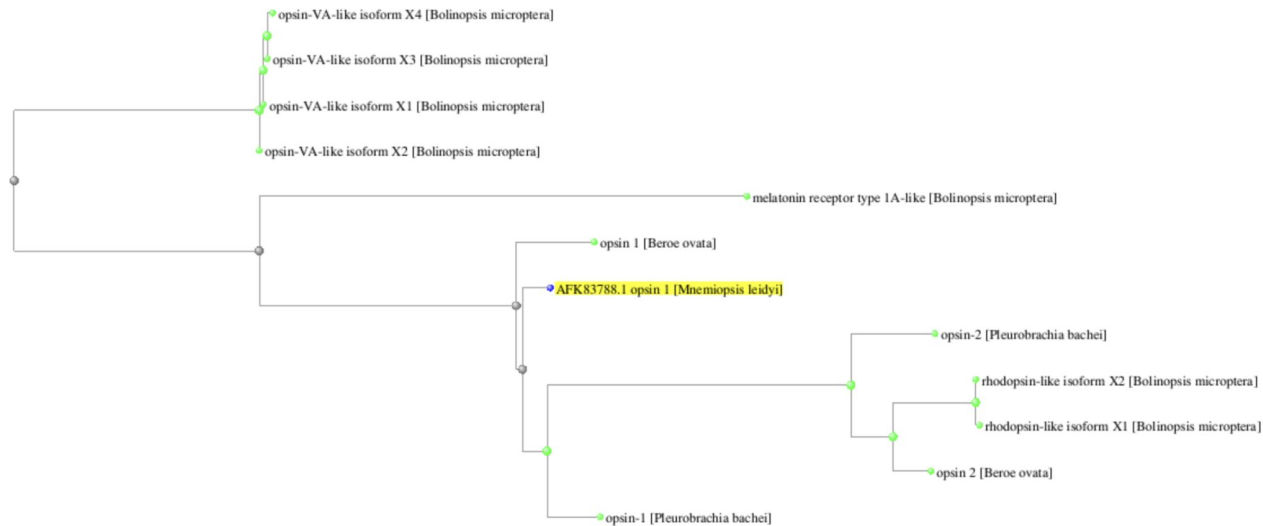 opsin-VA-like isoform X4 [Bolinopsis microptera]
opsin-VA-like isoform X3 [Bolinopsis microptera]
opsin-VA-like isoform X1 [Bolinopsis microptera]
opsin-VA-like isoform X2 [Bolinopsis microptera]
melatonin receptor type 1A-like [Bolinopsis microptera]
opsin 1 [Beroe ovata]
AFK83788.1 opsin 1 [Mnemiopsis leidyi]
opsin-2 [Pleurobrachia bachei]
rhodopsin-like isoform X2 [Bolinopsis microptera]
rhodopsin-like isoform X1 [Bolinopsis microptera]
opsin 2 [Beroe ovata]
opsin-1 [Pleurobrachia bachei]